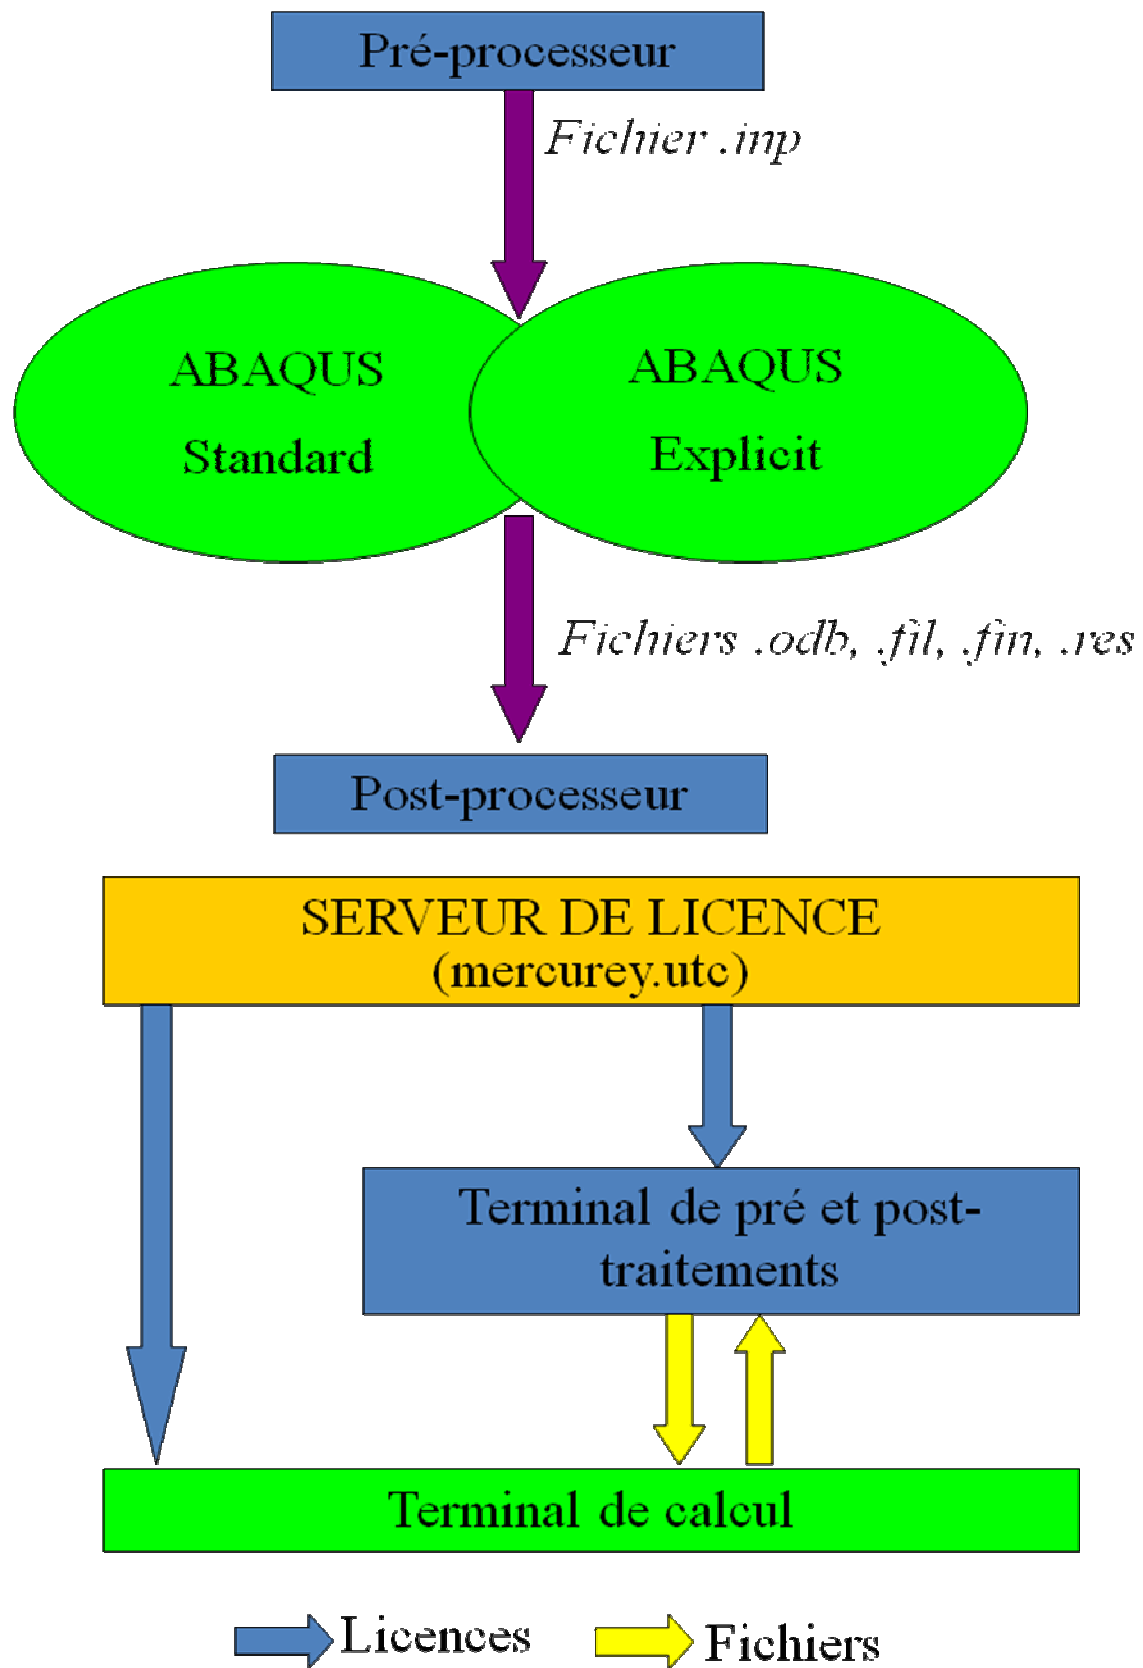 Pré-processeur
Fichier .inp
ABAQUS
Standard
ABAQUS
Explicit
Fichiers .odb, .fil, .fin, .res
Post-processeur
SERVEUR DE LICENCE
(mercurey.utc)
Terminal de pré et post-
traitements
Terminal de calcul
Licences
Fichiers